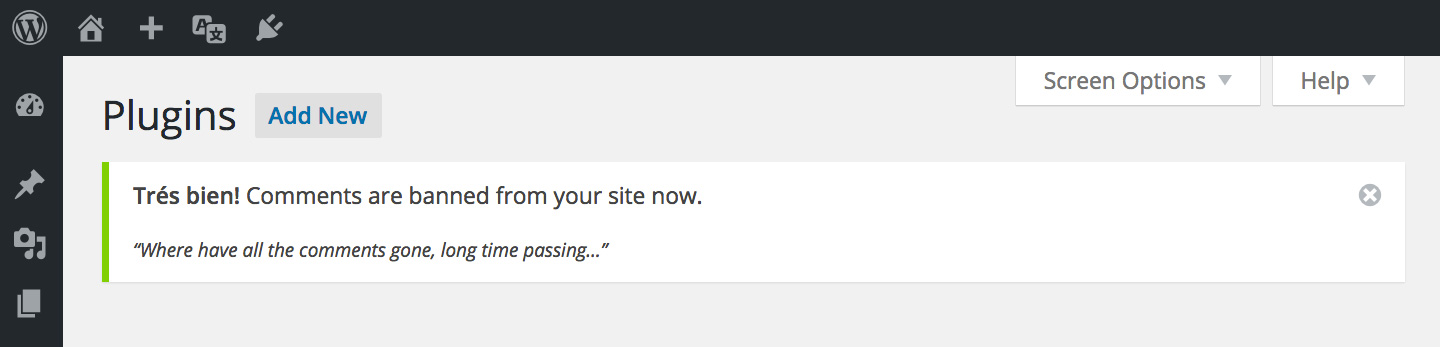 Screen Options
Help
Plugins
Add New
Trés bien! Comments are banned from your site now.
“Where have all the comments gone, long time passing…”